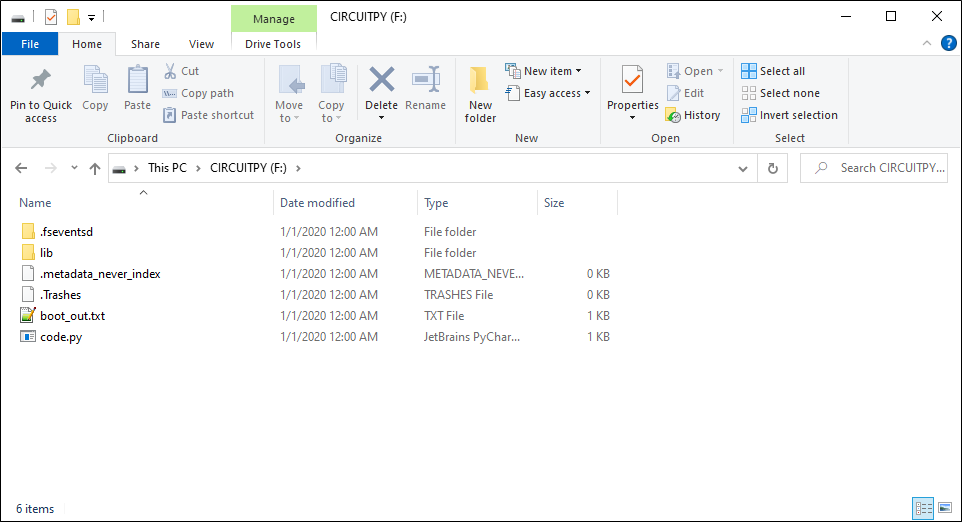 Manage CIRCUITPY (F:)
File Home Share View Drive Tools
Pin to Quick access
Copy
Paste
Cut
Copy path
Paste shortcut
Clipboard
Move to
Copy to
Delete
Rename
Organize
New folder
New item
Easy access
New
Properties
Open
Edit
History
Open
Select all
Select none
Invert selection
Select
This PC > CIRCUITPY (F:) >
Search CIRCUITPY...
Name Date modified Type Size
.fseventsd 1/1/2020 12:00 AM File folder
lib 1/1/2020 12:00 AM File folder
.metadata_never_index 1/1/2020 12:00 AM METADATA_NEVE... 0 KB
.Trashes 1/1/2020 12:00 AM TRASHES File 0 KB
boot_out.txt 1/1/2020 12:00 AM TXT File 1 KB
code.py 1/1/2020 12:00 AM JetBrains PyChar... 1 KB
6 items